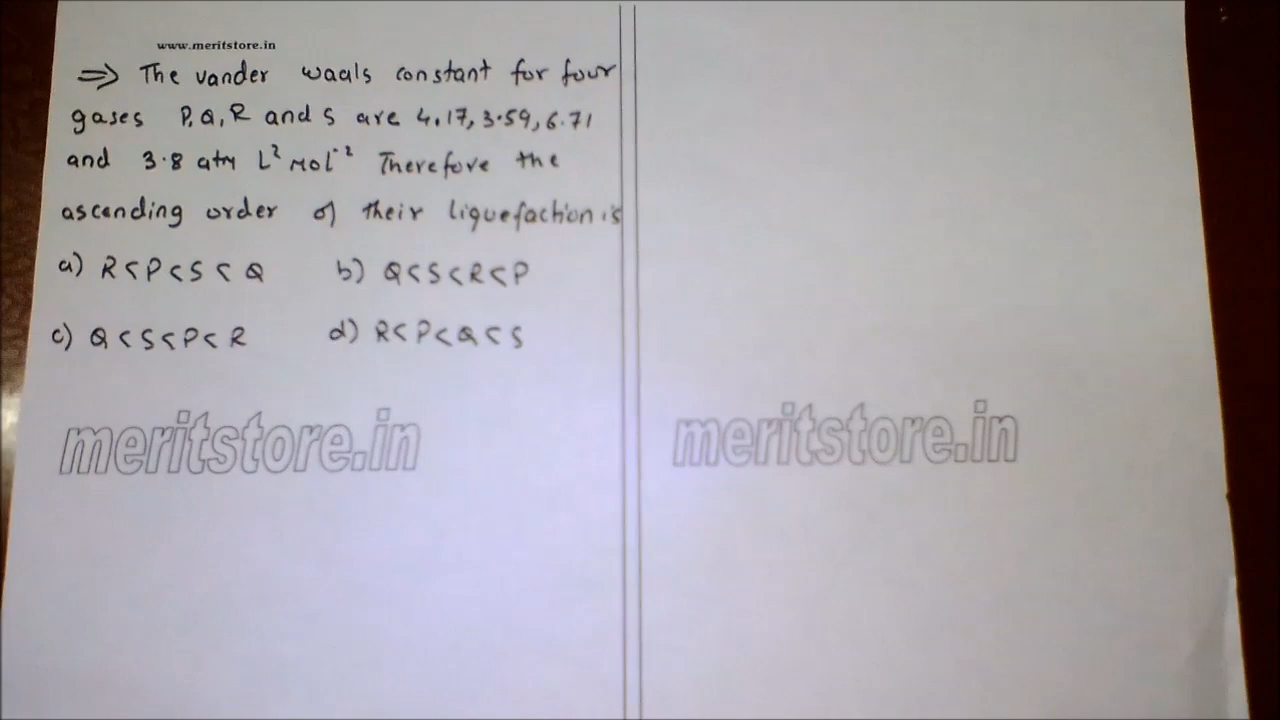 www.meritstore.in
⇒ The vander waals constant for four
gases P, Q, R and S are 4.17, 3.59, 6.71
and 3.8 atm L² mol⁻² Therefore the
ascending order of their liquefaction is
a) R < P < S < Q b) Q < S < R < P
c) Q < S < P < R d) R < P < Q < S
meritstore.in meritstore.in